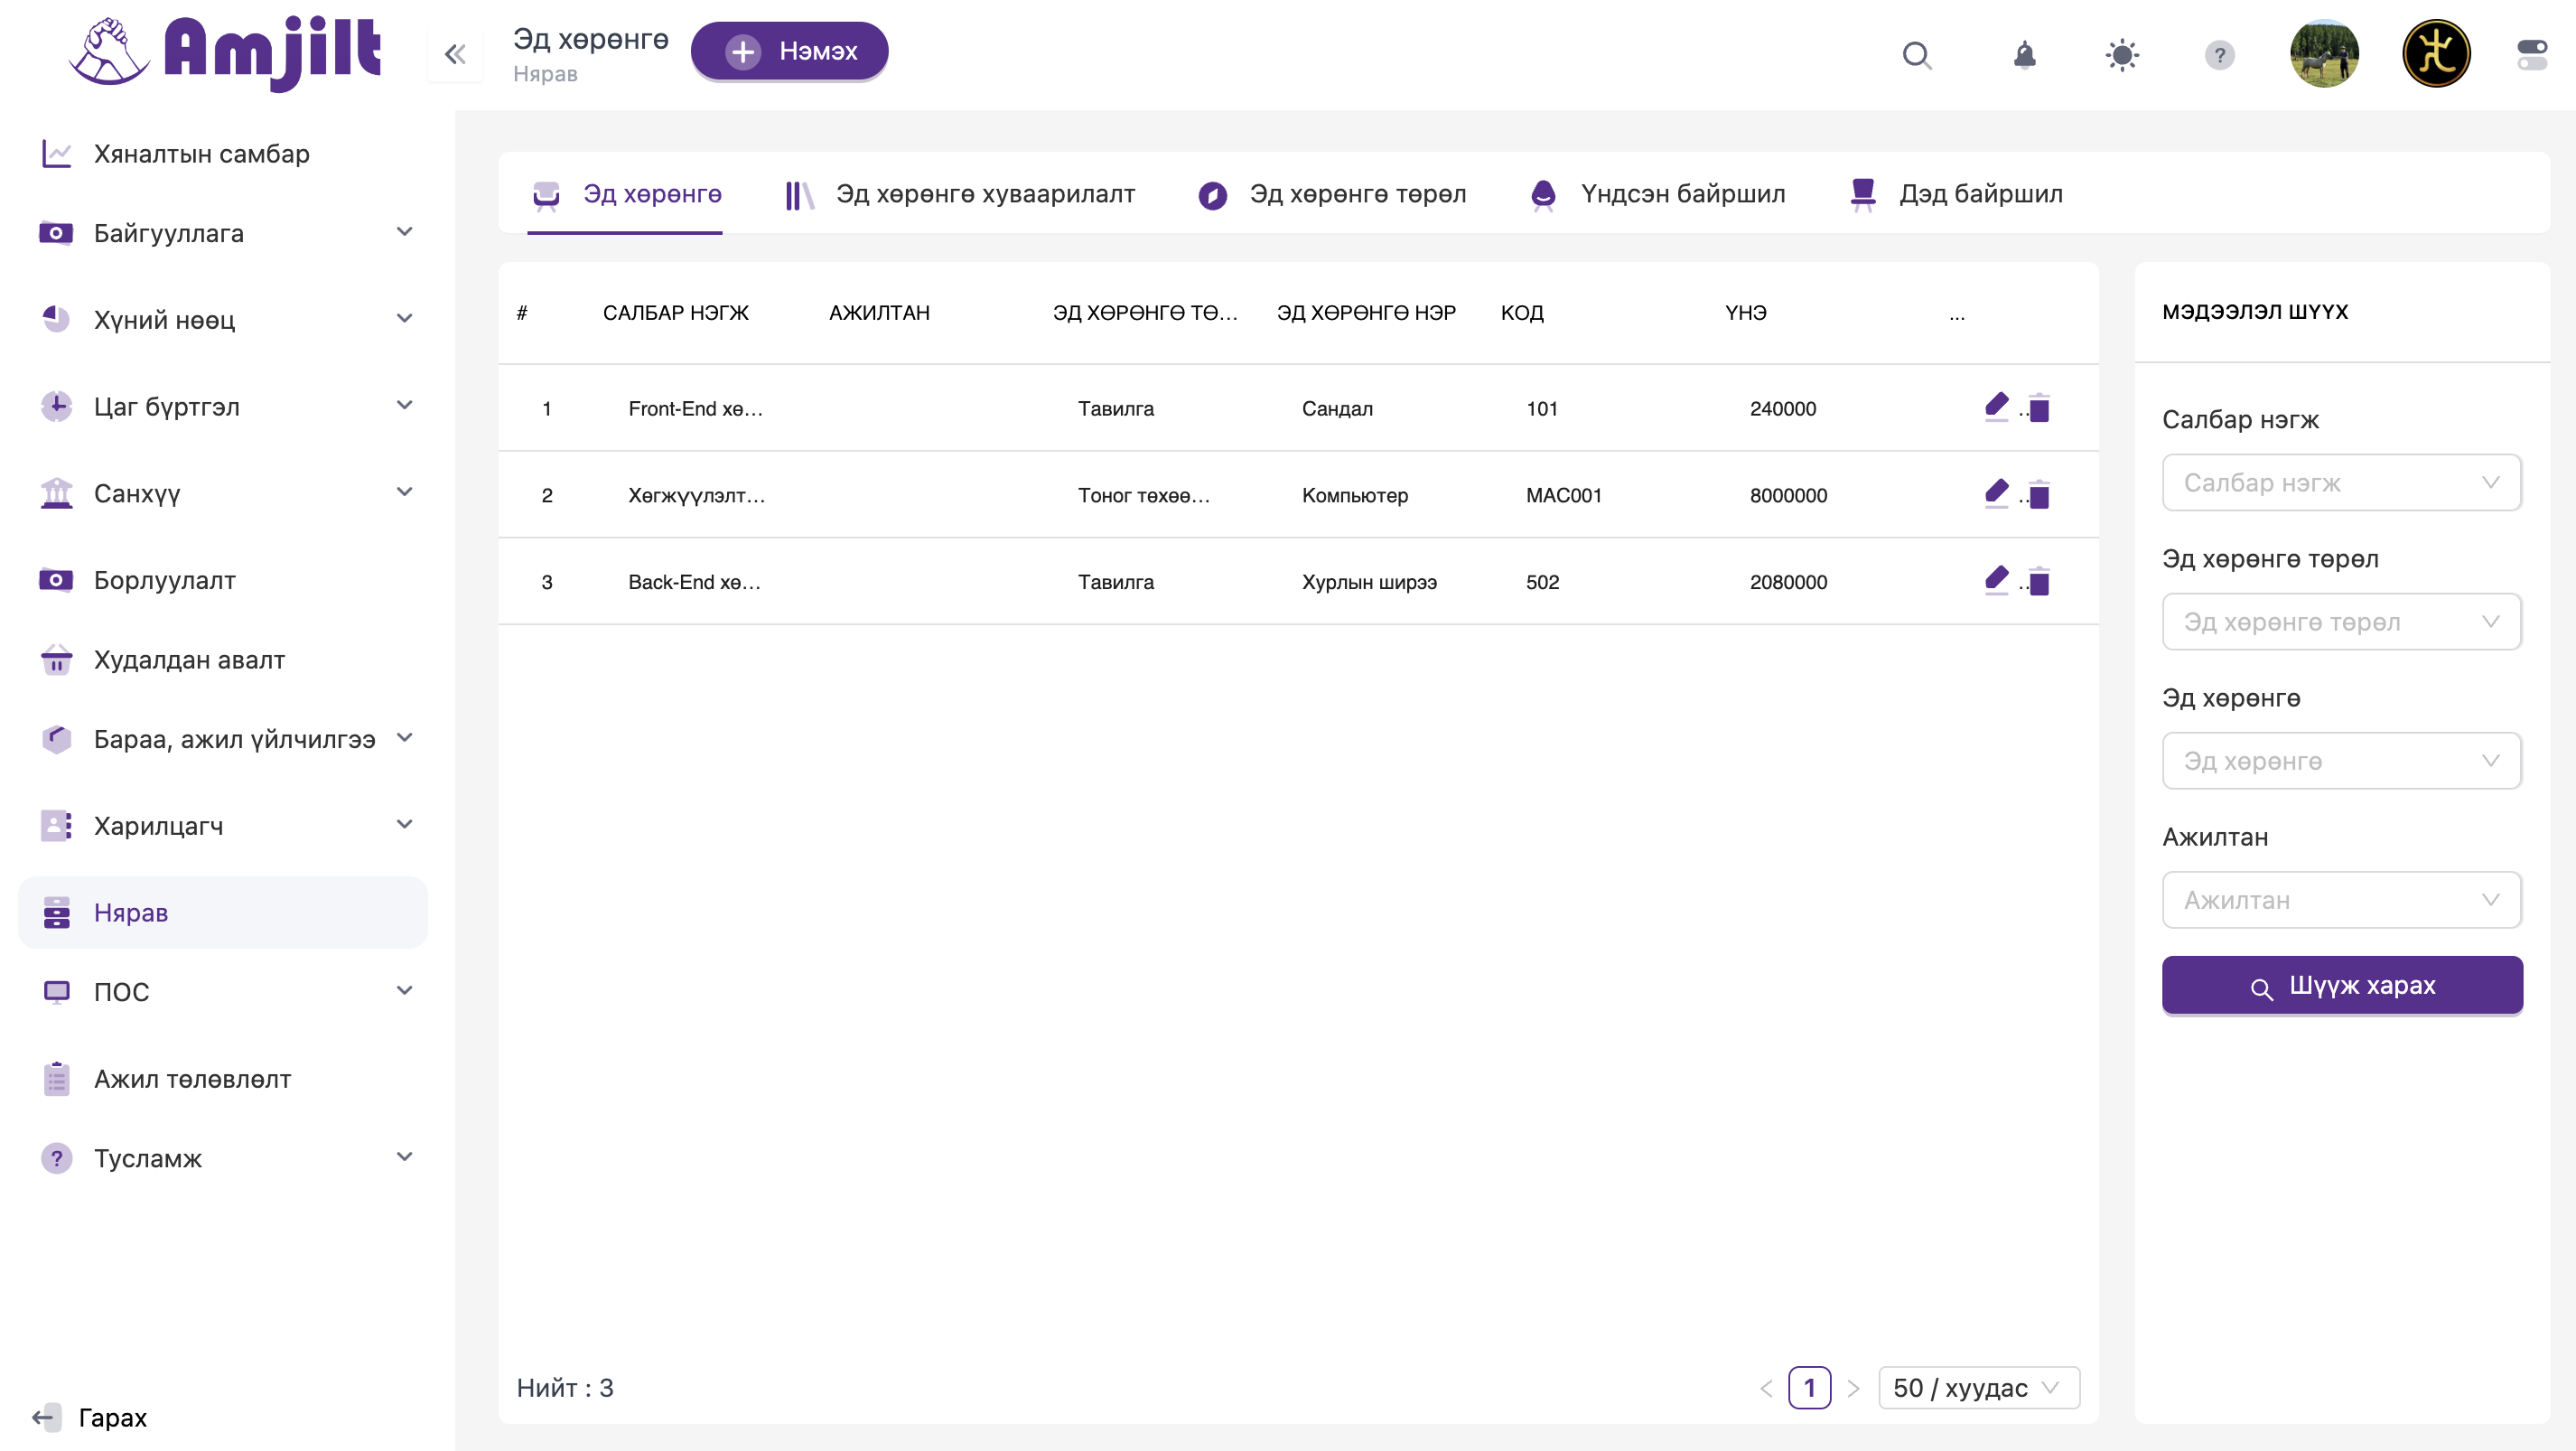 Amjilt
Эд хөрөнгө
Нярав
Нэмэх
Хяналтын самбар
Байгууллага
Хүний нөөц
Цаг бүртгэл
Санхүү
Борлуулалт
Худалдан авалт
Бараа, ажил үйлчилгээ
Харилцагч
Нярав
ПОС
Ажил төлөвлөлт
Тусламж
Гарах
Эд хөрөнгө Эд хөрөнгө хуваарилалт Эд хөрөнгө төрөл Үндсэн байршил Дэд байршил
# САЛБАР НЭГЖ АЖИЛТАН ЭД ХӨРӨНГӨ ТӨ... ЭД ХӨРӨНГӨ НЭР КОД ҮНЭ ...
1 Front-End хө... Тавилга Сандал 101 240000 ..
2 Хөгжүүлэлт... Тоног төхөө... Компьютер MAC001 8000000 ..
3 Back-End хө... Тавилга Хурлын ширээ 502 2080000 ..
Нийт : 3
< 1 > 50 / хуудас
МЭДЭЭЛЭЛ ШҮҮХ
Салбар нэгж
Салбар нэгж
Эд хөрөнгө төрөл
Эд хөрөнгө төрөл
Эд хөрөнгө
Эд хөрөнгө
Ажилтан
Ажилтан
Шүүж харах